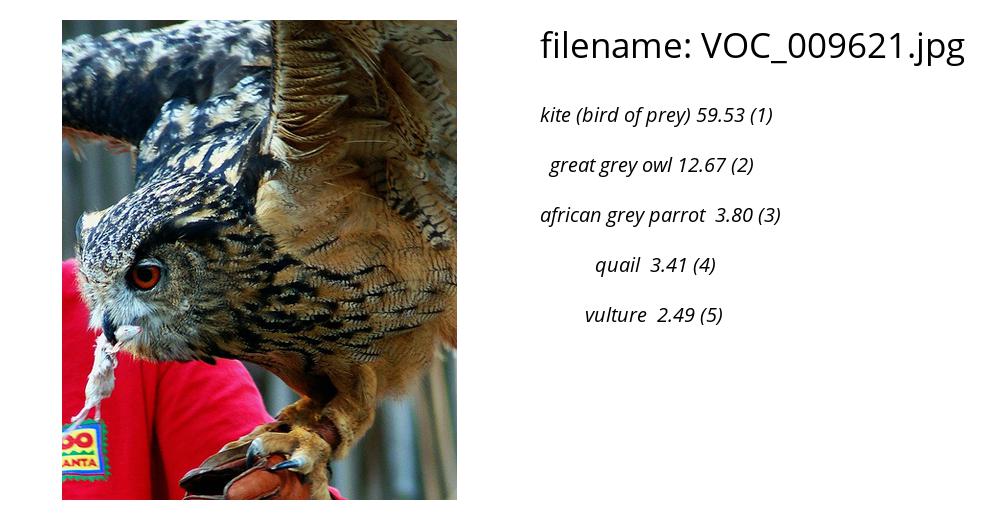 filename: VOC_009621.jpg
kite (bird of prey) 59.53 (1)
great grey owl 12.67 (2)
african grey parrot 3.80 (3)
quail 3.41 (4)
vulture 2.49 (5)
OO
ANTA